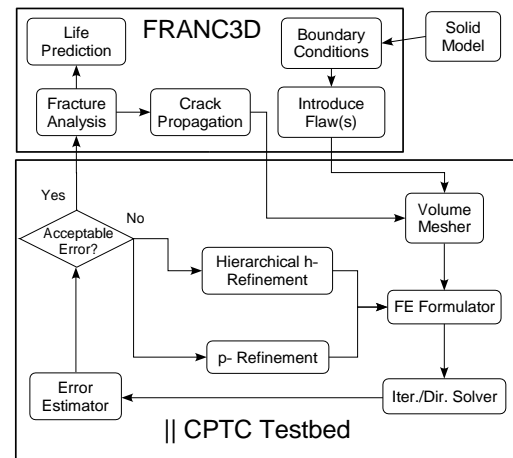 FRANC3D
Life
Prediction
Boundary
Conditions
Solid
Model
Fracture
Analysis
Crack
Propagation
Introduce
Flaw(s)
Yes
No
Acceptable
Error?
Volume
Mesher
Hierarchical h-
Refinement
FE Formulator
p- Refinement
Error
Estimator
Iter./Dir. Solver
|| CPTC Testbed